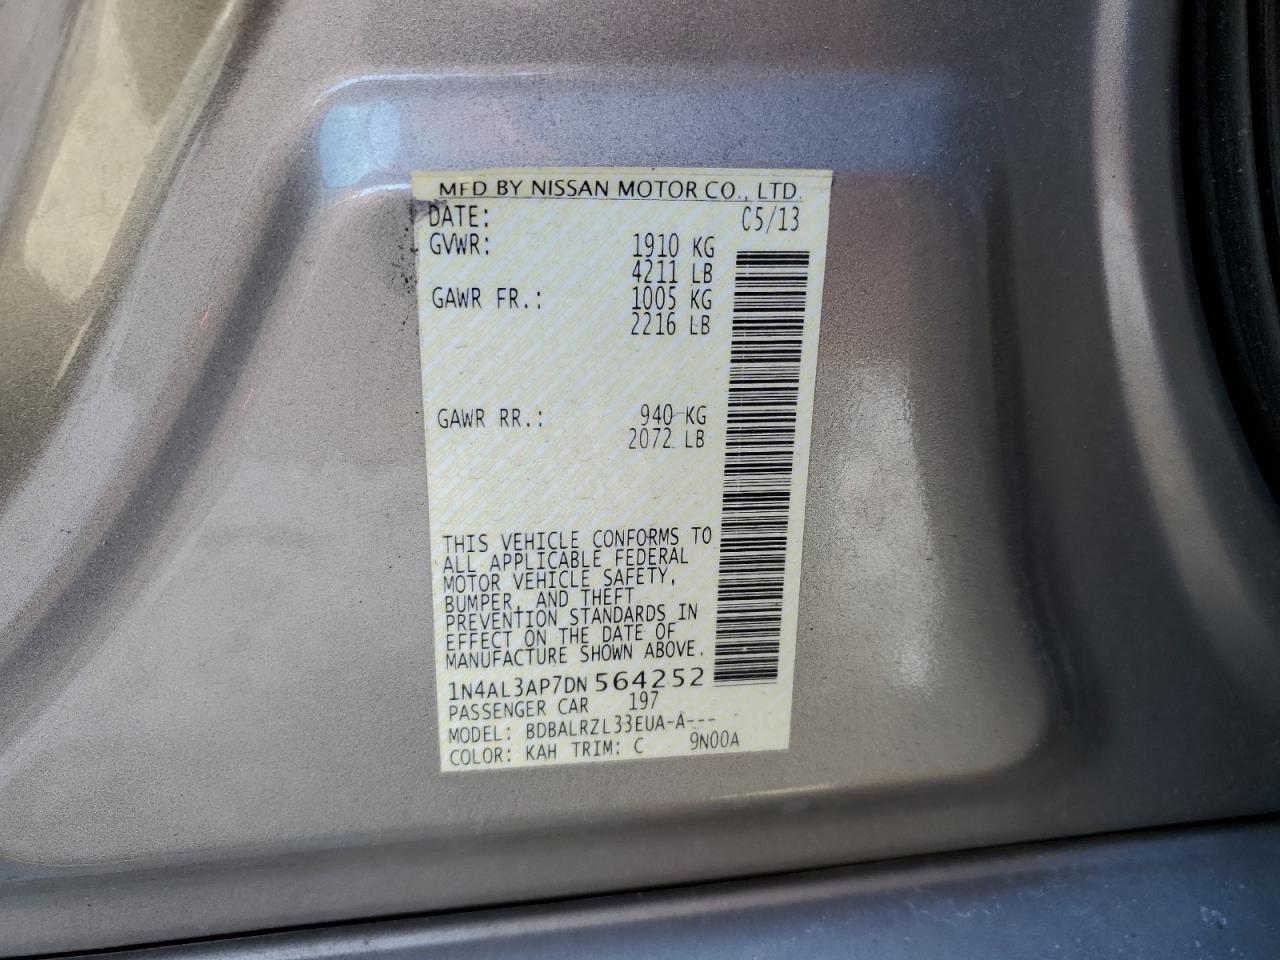 MFD BY NISSAN MOTOR CO., LTD.
DATE: C5/13
GVWR: 1910 KG
4211 LB
GAWR FR.: 1005 KG
2216 LB
GAWR RR.: 940 KG
2072 LB
THIS VEHICLE CONFORMS TO
ALL APPLICABLE FEDERAL
MOTOR VEHICLE SAFETY,
BUMPER, AND THEFT
PREVENTION STANDARDS IN
EFFECT ON THE DATE OF
MANUFACTURE SHOWN ABOVE.
1N4AL3AP7DN 564252
PASSENGER CAR 197
MODEL: BDBALRZL33EUA-A---
COLOR: KAH TRIM: C 9N00A